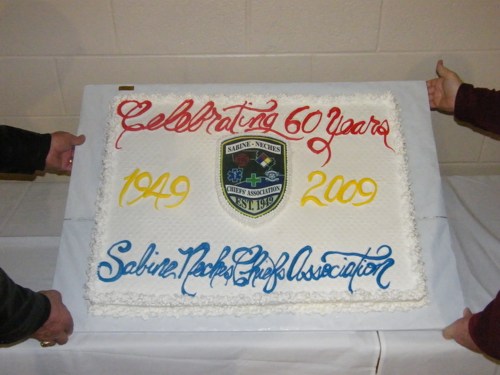 Celebrating 60 Years
SABINE - NECHES
CHIEFS' ASSOCIATION
EST. 1949
1949 2009
Sabine Neches Chiefs Association